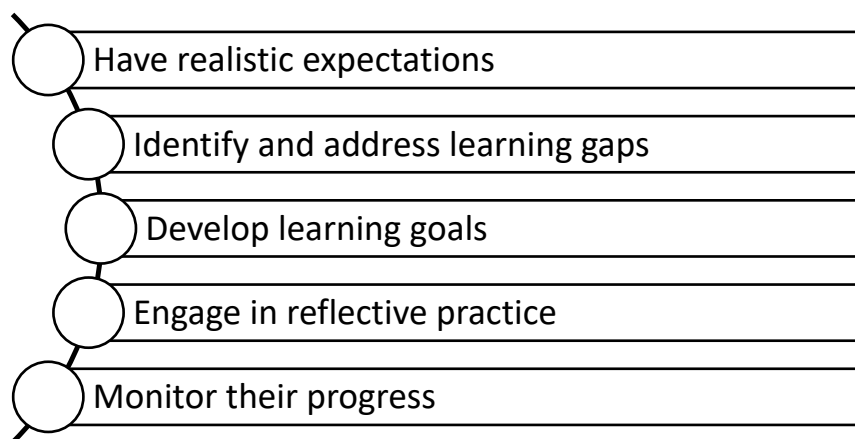 Have realistic expectations
Identify and address learning gaps
Develop learning goals
Engage in reflective practice
Monitor their progress